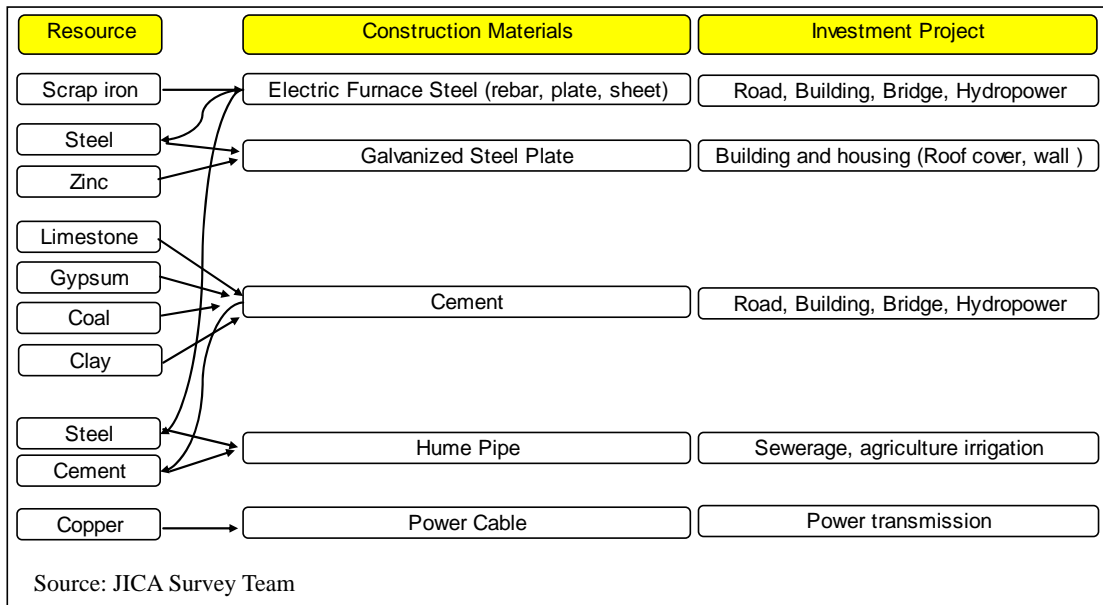 Resource
Construction Materials
Investment Project
Scrap iron
Electric Furnace Steel (rebar, plate, sheet)
Road, Building, Bridge, Hydropower
Steel
Galvanized Steel Plate
Building and housing (Roof cover, wall )
Zinc
Limestone
Gypsum
Cement
Road, Building, Bridge, Hydropower
Coal
Clay
Steel
Hume Pipe
Sewerage, agriculture irrigation
Cement
Copper
Power Cable
Power transmission
Source: JICA Survey Team